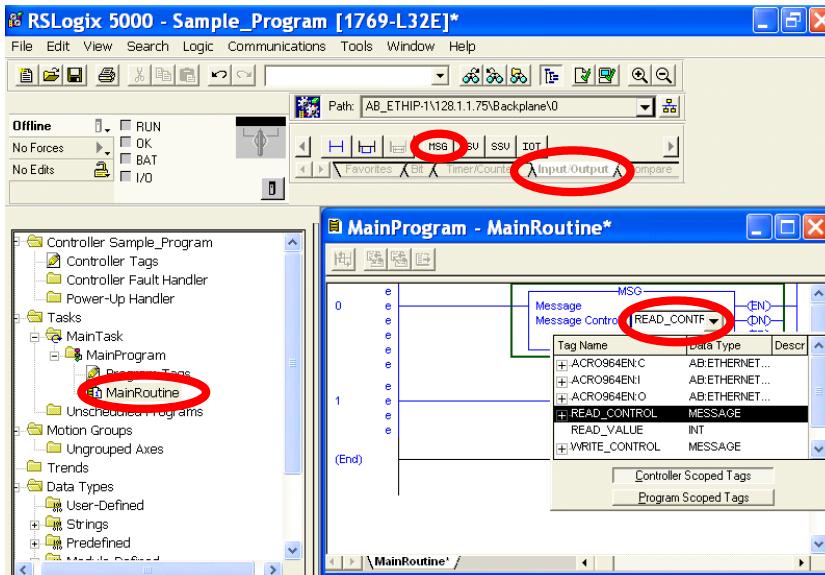 RSLogix 5000 - Sample_Program [1769-L32E]*
File Edit View Search Logic Communications Tools Window Help
Path: AB_ETHIP-1\128.1.1.75\Backplane\0
Offline
RUN
No Forces
OK
BAT
No Edits
I/O
MSG
SSV
IOT
Favorites
Bit
Timer/Counte
Input/Output
Compare
Controller Sample_Program
Controller Tags
Controller Fault Handler
Power-Up Handler
Tasks
MainTask
MainProgram
Program Tags
MainRoutine
Unscheduled Programs
Motion Groups
Ungrouped Axes
Trends
Data Types
User-Defined
Strings
Predefined
Module-Defined
MainProgram - MainRoutine*
0
e
e
e
e
e
e
1
e
e
e
e
(End)
MSG
Message
Message Control
READ_CONTF
EN
DN
Tag Name Data Type Descr
ACRO964EN:C AB:ETHERNET...
ACRO964EN:I AB:ETHERNET...
ACRO964EN:O AB:ETHERNET...
READ_CONTROL MESSAGE
READ_VALUE INT
WRITE_CONTROL MESSAGE
Controller Scoped Tags
Program Scoped Tags
MainRoutine*